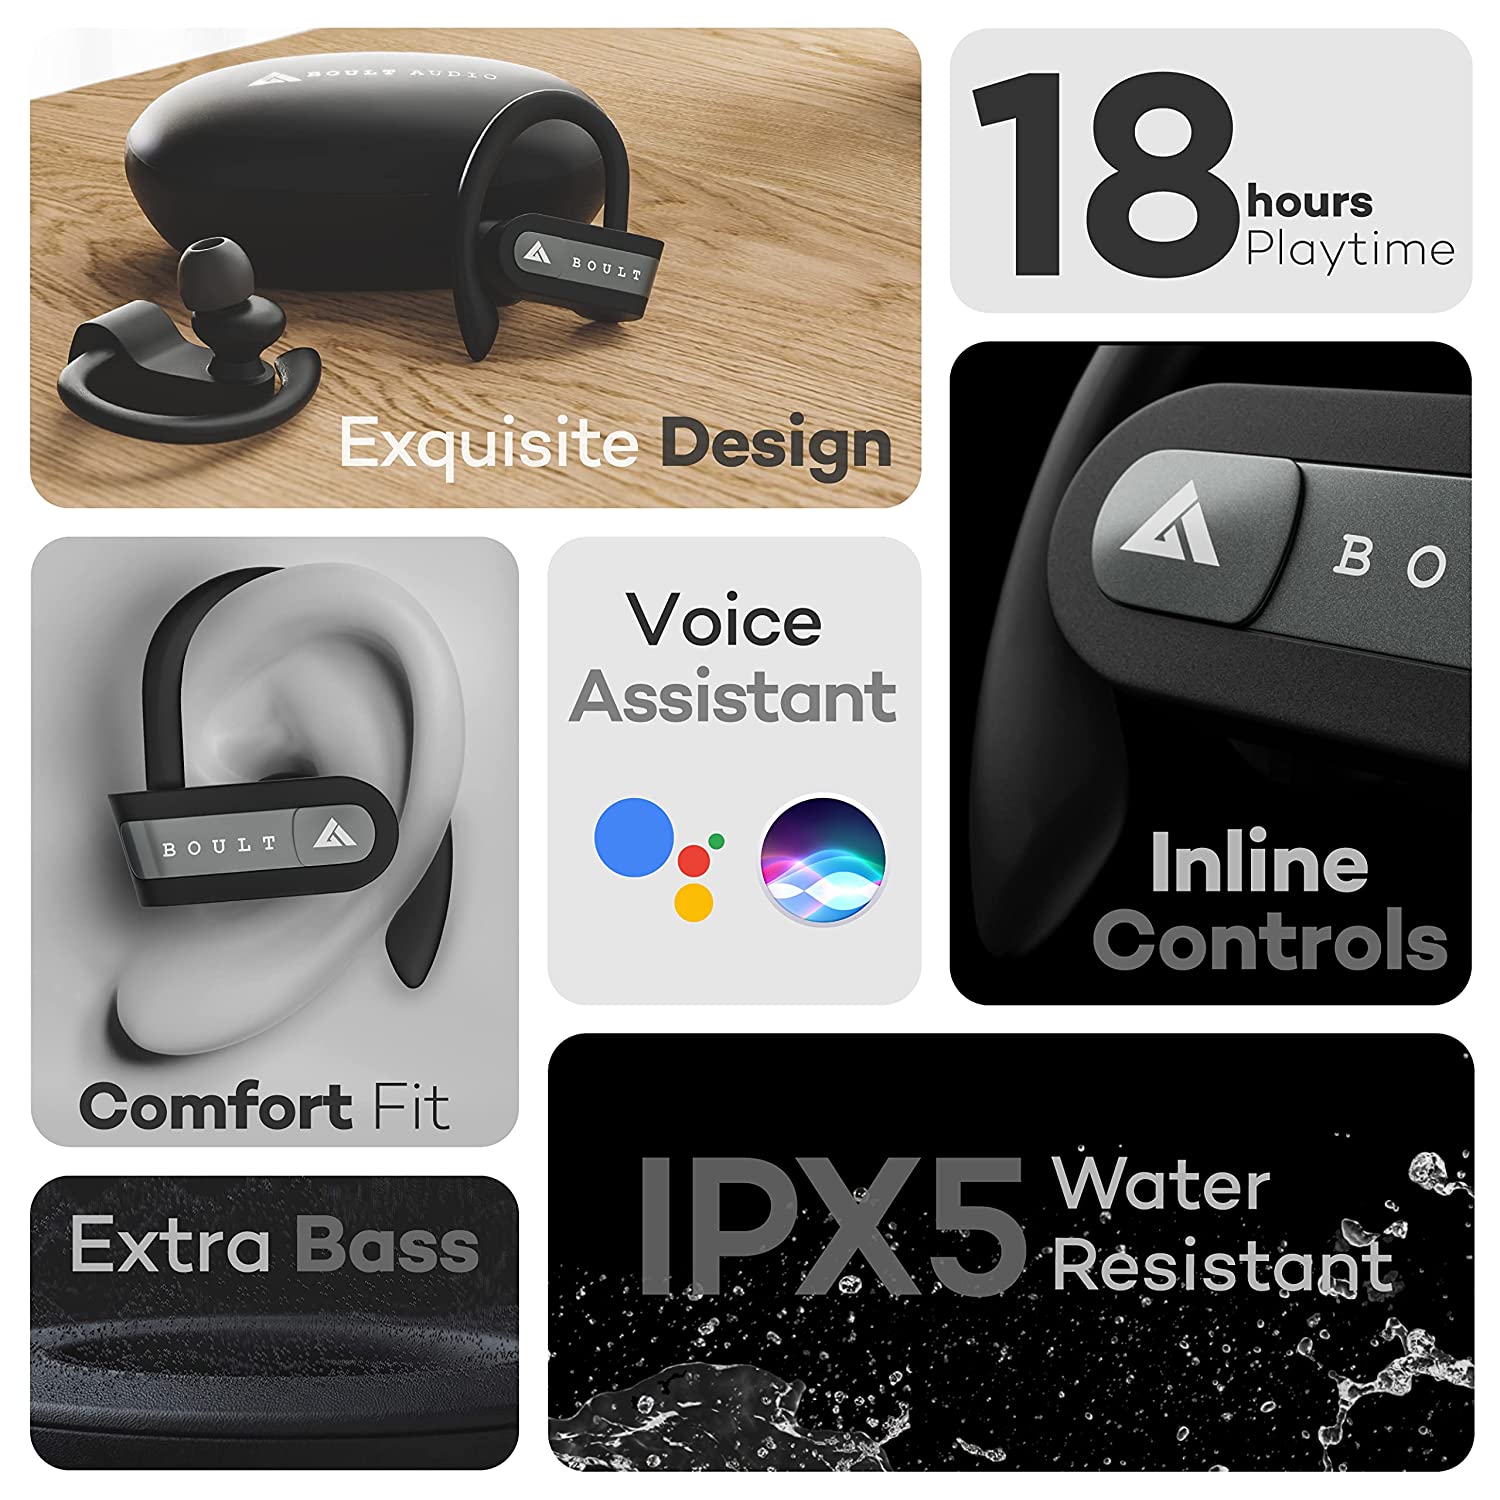 BOULT AUDIO
BOULT
Exquisite Design
18 hours
Playtime
BO
Inline
Controls
BOULT
Comfort Fit
Voice
Assistant
Extra Bass
IPX5 Water
Resistant